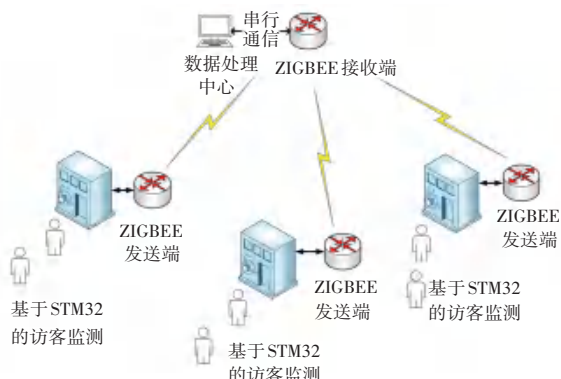 串行
通信
数据处理
中心
ZIGBEE接收端
ZIGBEE
发送端
基于STM32
的访客监测
ZIGBEE
发送端
基于STM32
的访客监测
ZIGBEE
发送端
基于STM32
的访客监测